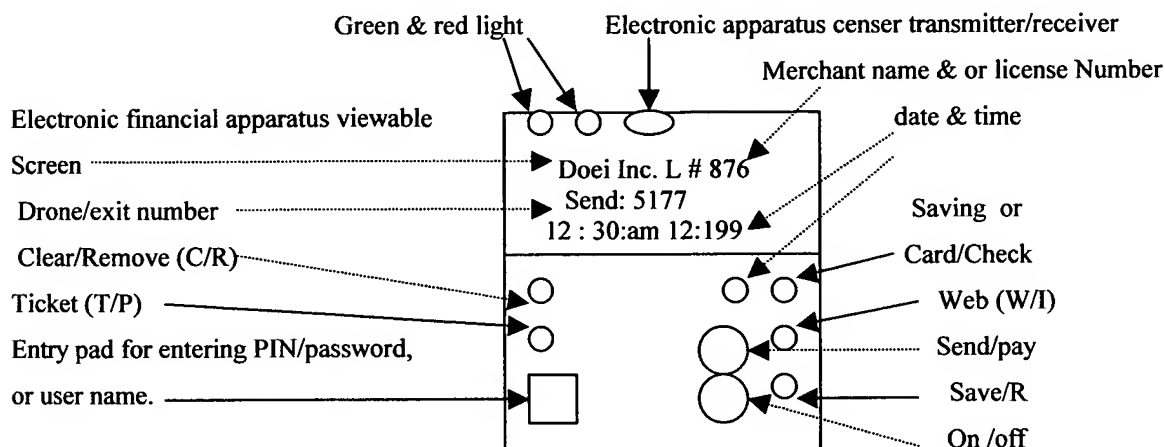 Green & red light
Electronic apparatus censer transmitter/receiver
Merchant name & or license Number
Electronic financial apparatus viewable
date & time
Screen
Doei Inc. L # 876
Drone/exit number
Send: 5177
Saving or
12 : 30:am 12:199
Clear/Remove (C/R)
Card/Check
Ticket (T/P)
Web (W/I)
Entry pad for entering PIN/password,
Send/pay
or user name.
Save/R
On /off